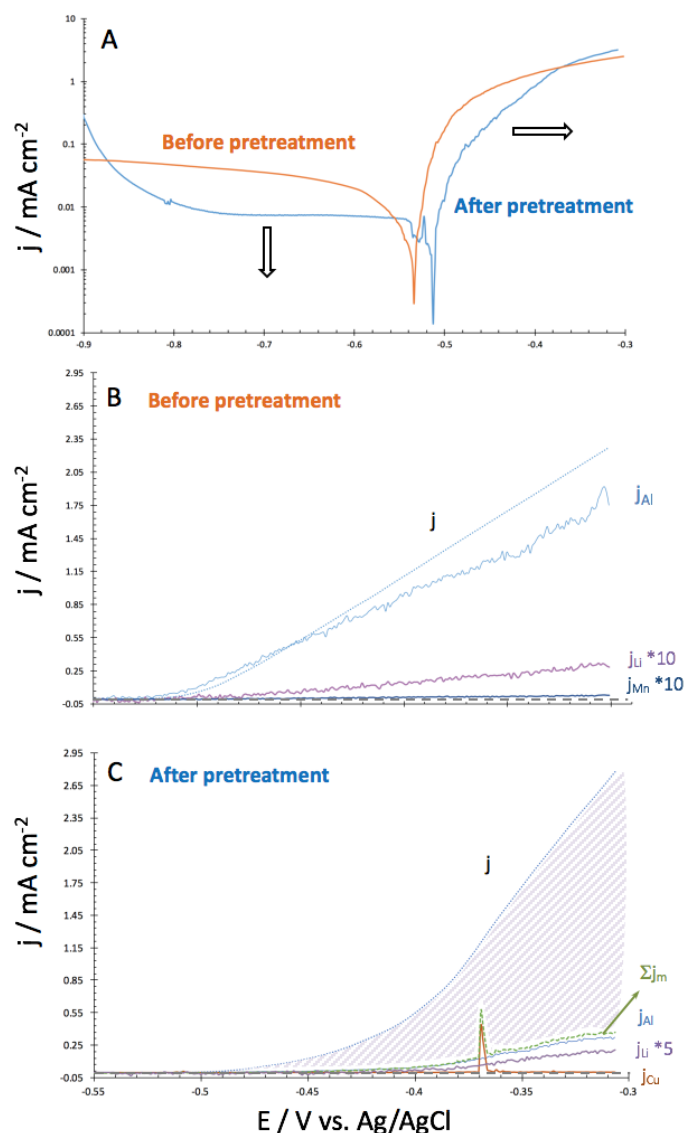 A
10
1
0.1
0.01
0.001
0.0001
j / mA cm⁻²
Before pretreatment
After pretreatment
-0.9
-0.8
-0.7
-0.6
-0.5
-0.4
-0.3
B Before pretreatment
2.95
2.65
2.35
2.05
1.75
1.45
1.15
0.85
0.55
0.25
-0.05
j / mA cm⁻²
j
jAl
jLi *10
jMn *10
C After pretreatment
2.95
2.65
2.35
2.05
1.75
1.45
1.15
0.85
0.55
0.25
-0.05
j / mA cm⁻²
j
Σjm
jAl
jLi *5
jCu
-0.55
-0.5
-0.45
-0.4
-0.35
-0.3
E / V vs. Ag/AgCl